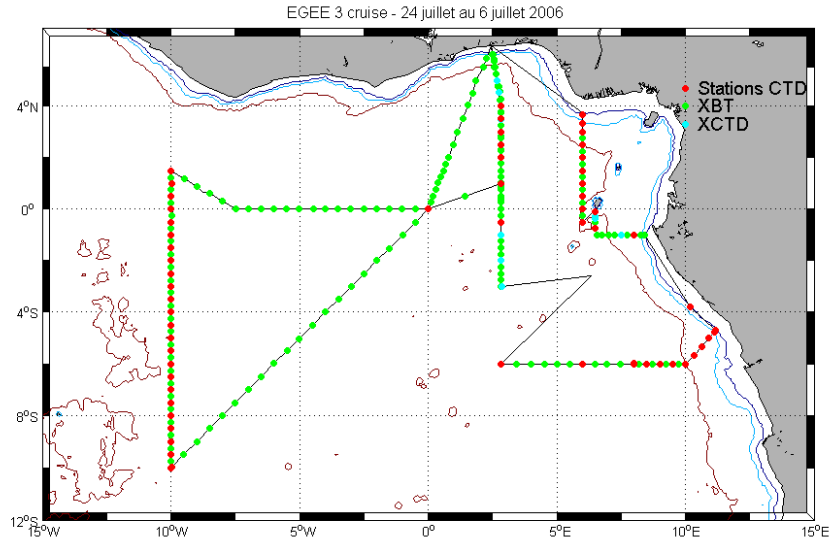 EGEE 3 cruise - 24 juillet au 6 juillet 2006
Stations CTD
XBT
XCTD
4°N
0°
4°S
8°S
12°S
15°W 10°W 5°W 0° 5°E 10°E 15°E